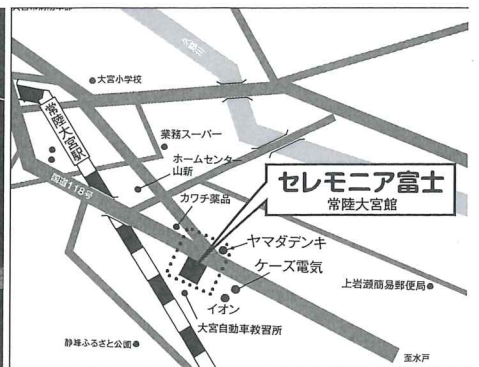 大宮小学校
久慈川
常陸大宮駅
業務スーパー
ホームセンター
山新
国道118号
カワチ薬品
セレモニア富士
常陸大宮館
ヤマダデンキ
ケーズ電気
上岩瀬簡易郵便局
イオン
大宮自動車教習所
静峰ふるさと公園
至水戸